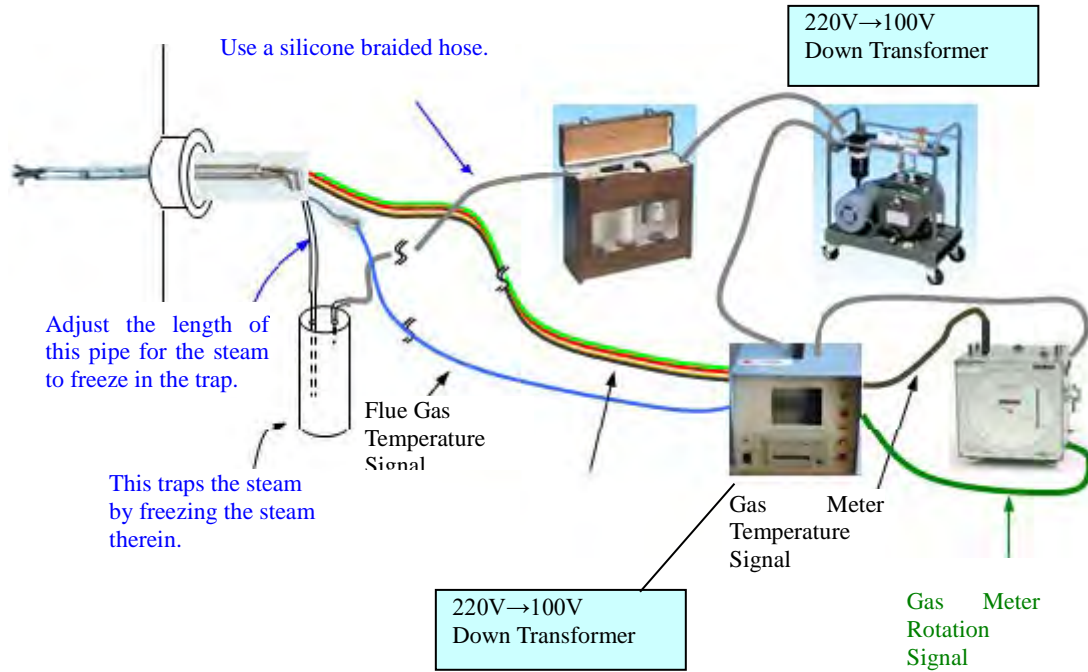 220V→100V
Down Transformer
Use a silicone braided hose.
Adjust the length of
this pipe for the steam
to freeze in the trap.
Flue Gas
Temperature
Signal
This traps the steam
by freezing the steam
therein.
Gas Meter
Temperature
Signal
220V→100V
Down Transformer
Gas Meter
Rotation
Signal